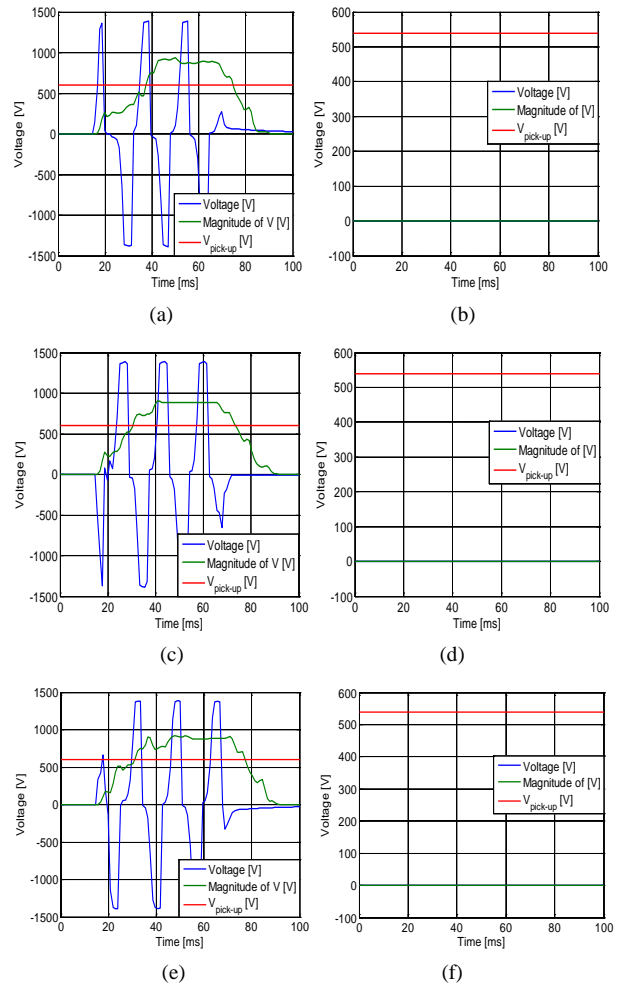 1500
1000
500
0
-500
-1000
-1500
Voltage [V]
0 20 40 60 80 100
Time [ms]
Voltage [V]
Magnitude of V [V]
Vpick-up [V]
(a)
600
500
400
300
200
100
0
-100
Voltage [V]
0 20 40 60 80 100
Time [ms]
Voltage [V]
Magnitude of [V]
Vpick-up [V]
(b)
1500
1000
500
0
-500
-1000
-1500
Voltage [V]
0 20 40 60 80 100
Time [ms]
Voltage [V]
Magnitude of V [V]
Vpick-up [V]
(c)
600
500
400
300
200
100
0
-100
Voltage [V]
0 20 40 60 80 100
Time [ms]
Voltage [V]
Magnitude of [V]
Vpick-up [V]
(d)
1500
1000
500
0
-500
-1000
-1500
Voltage [V]
0 20 40 60 80 100
Time [ms]
Voltage [V]
Magnitude of V [V]
Vpick-up [V]
(e)
600
500
400
300
200
100
0
-100
Voltage [V]
0 20 40 60 80 100
Time [ms]
Voltage [V]
Magnitude of [V]
Vpick-up [V]
(f)